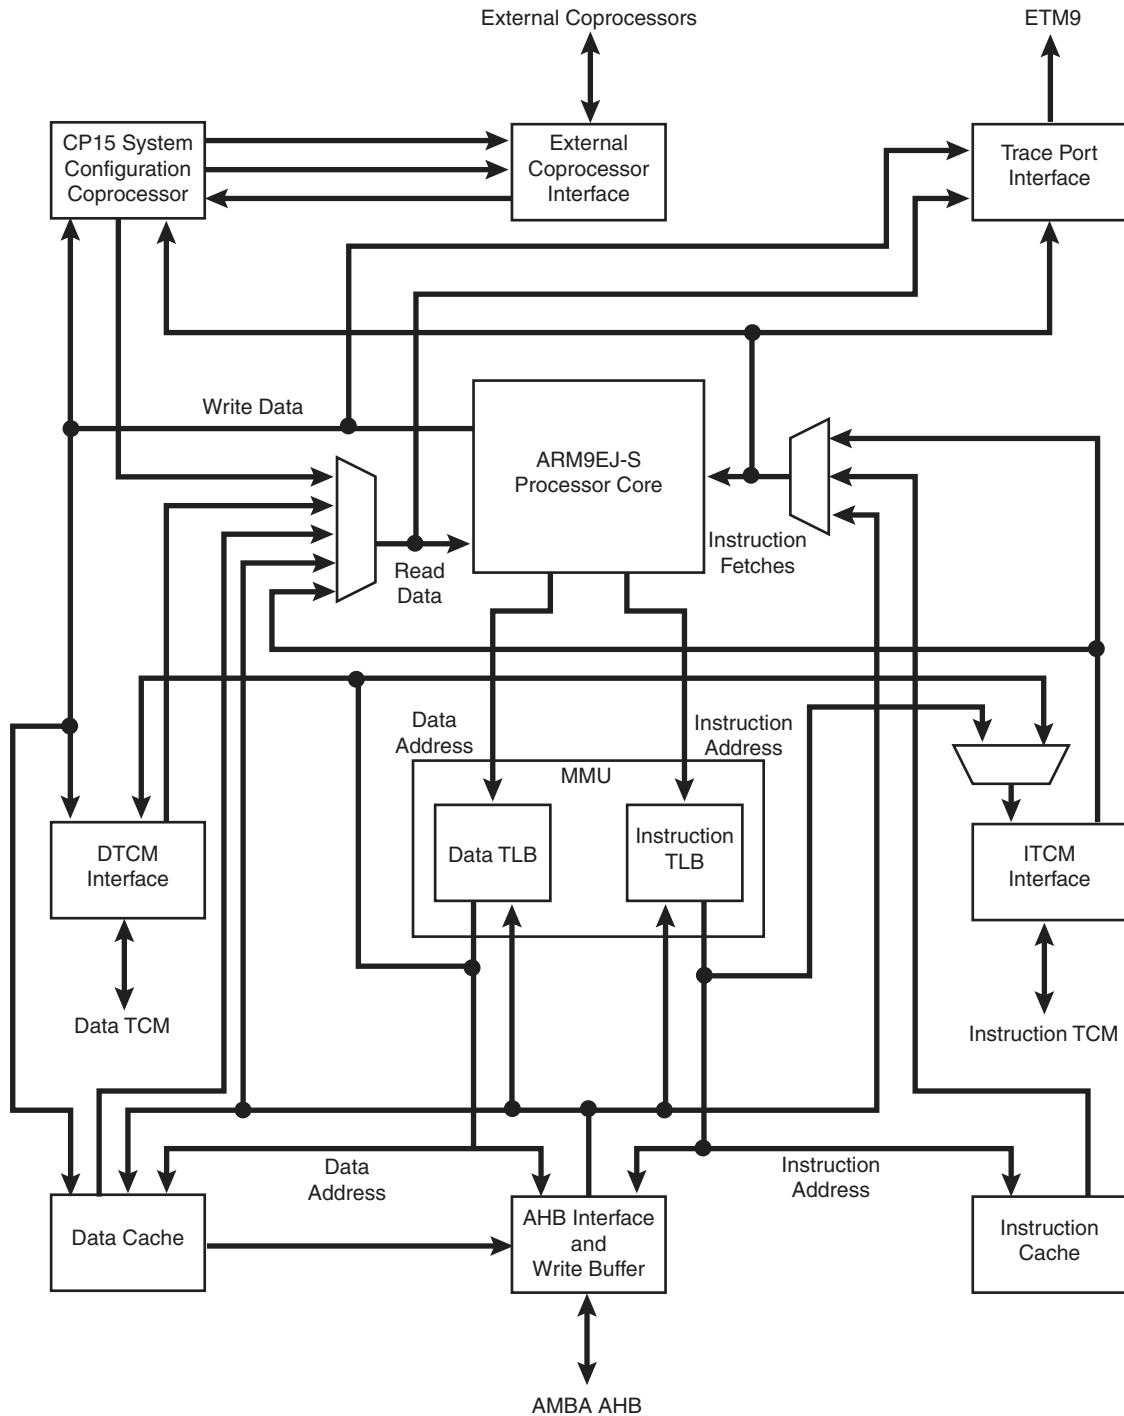 External Coprocessors
ETM9
CP15 System
Configuration
Coprocessor
External
Coprocessor
Interface
Trace Port
Interface
Write Data
ARM9EJ-S
Processor Core
Instruction
Fetches
Read
Data
Data
Address
Instruction
Address
MMU
Data TLB
Instruction
TLB
DTCM
Interface
ITCM
Interface
Data TCM
Instruction TCM
Data
Address
Instruction
Address
Data Cache
AHB Interface
and
Write Buffer
Instruction
Cache
AMBA AHB